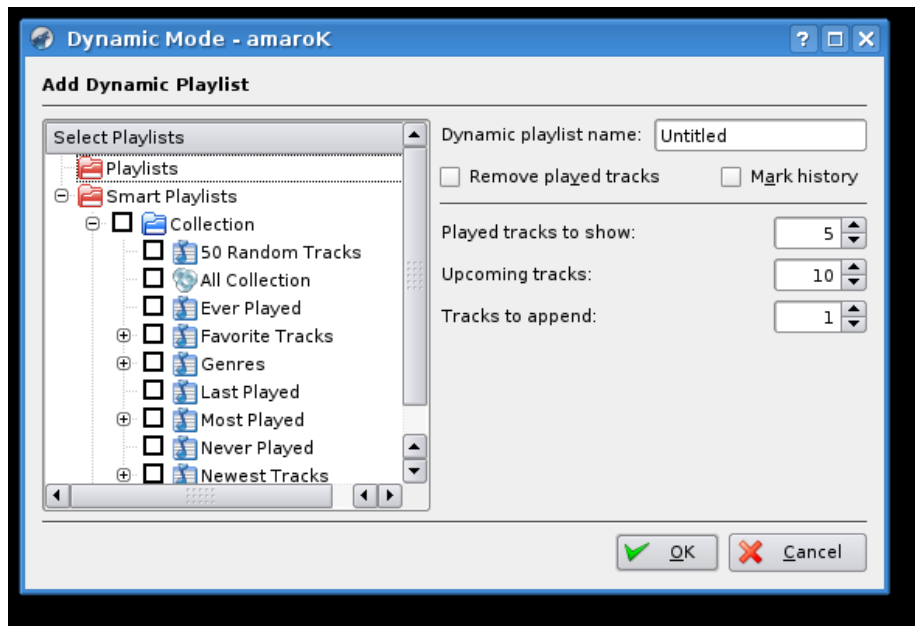 Dynamic Mode - amaroK
?
Add Dynamic Playlist
Select Playlists
Playlists
Smart Playlists
Collection
50 Random Tracks
All Collection
Ever Played
Favorite Tracks
Genres
Last Played
Most Played
Never Played
Newest Tracks
Dynamic playlist name: Untitled
Remove played tracks
Mark history
Played tracks to show: 5
Upcoming tracks: 10
Tracks to append: 1
OK
Cancel